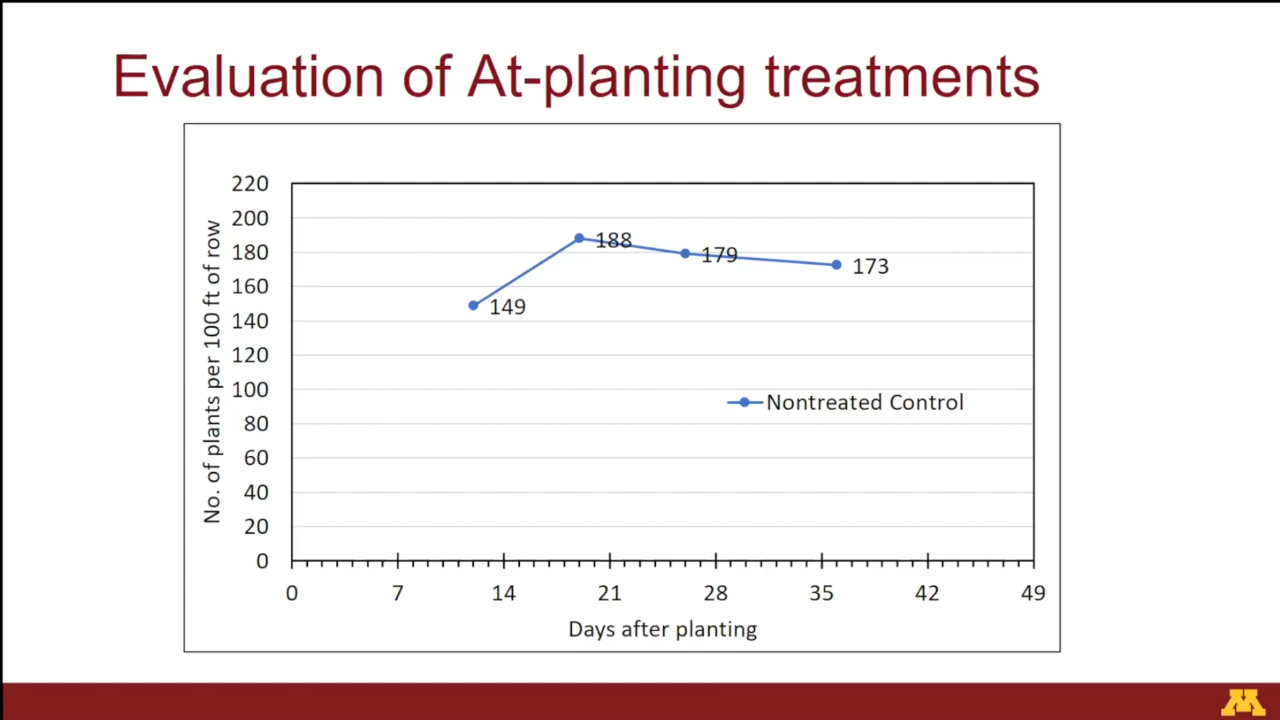 Evaluation of At-planting treatments
No. of plants per 100 ft of row
220
200
180
160
140
120
100
80
60
40
20
0
149
188
179
173
Nontreated Control
0 7 14 21 28 35 42 49
Days after planting
M